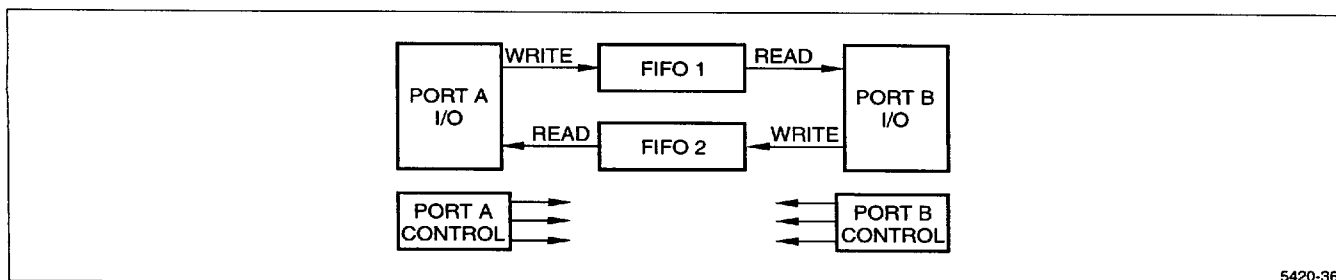 WRITE
FIFO 1
READ
PORT A
I/O
PORT B
I/O
READ
FIFO 2
WRITE
PORT A
CONTROL
PORT B
CONTROL
5420-36